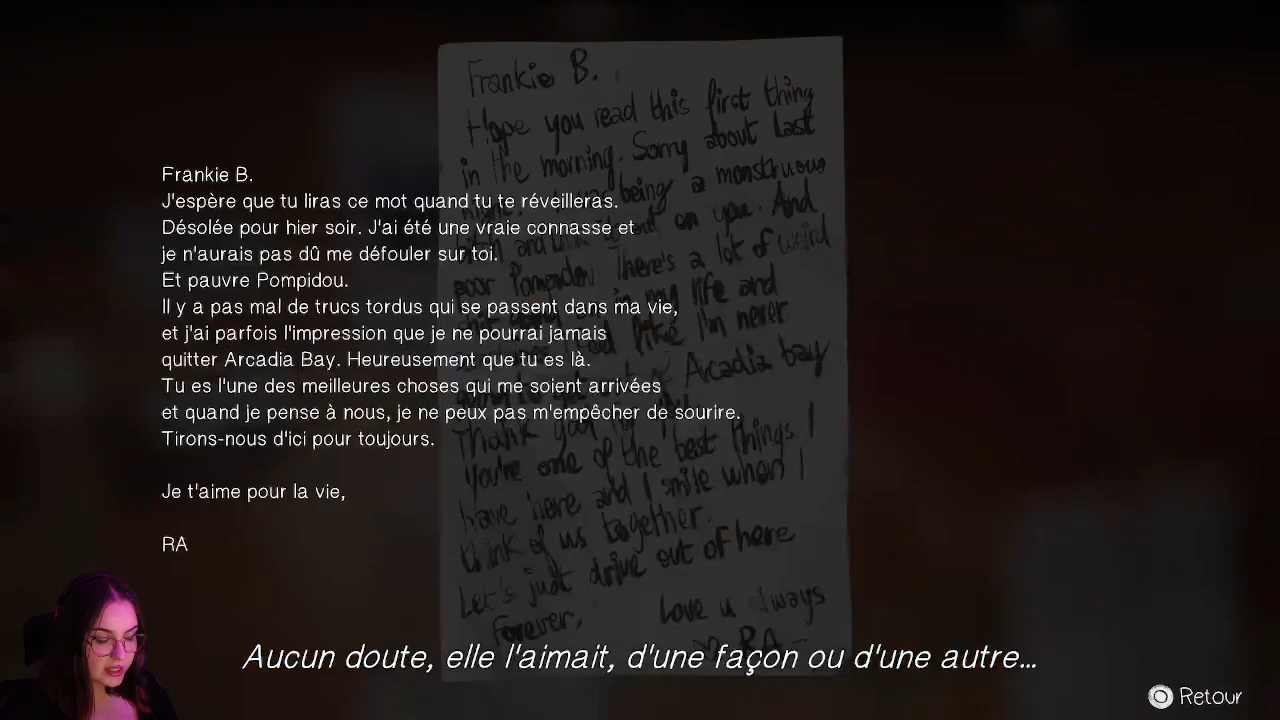 Frankie B.
J'espère que tu liras ce mot quand tu te réveilleras.
Désolée pour hier soir. J'ai été une vraie connasse et
je n'aurais pas dû me défouler sur toi.
Et pauvre Pompidou.
Il y a pas mal de trucs tordus qui se passent dans ma vie,
et j'ai parfois l'impression que je ne pourrai jamais
quitter Arcadia Bay. Heureusement que tu es là.
Tu es l'une des meilleures choses qui me soient arrivées
et quand je pense à nous, je ne peux pas m'empêcher de sourire.
Tirons-nous d'ici pour toujours.
Je t'aime pour la vie,
RA
Frankie B.
Hope you read this first thing
in the morning. Sorry about Last
being a monstruous
on you. And
poor There's a lot of weird
in my life and
like i'm never
Arcadia bay
Thank you
You're one of the best things I
have here and I smile when I
think of us together.
Let's just drive out of here
forever,
Love u always
RA
Aucun doute, elle l'aimait, d'une façon ou d'une autre...
Retour